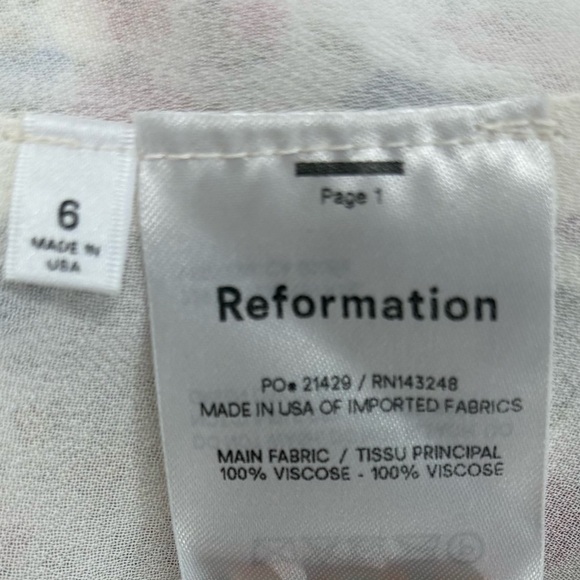 6
MADE IN
USA
Page 1
Reformation
PO# 21429 / RN143248
MADE IN USA OF IMPORTED FABRICS
MAIN FABRIC / TISSU PRINCIPAL
100% VISCOSE - 100% VISCOSE